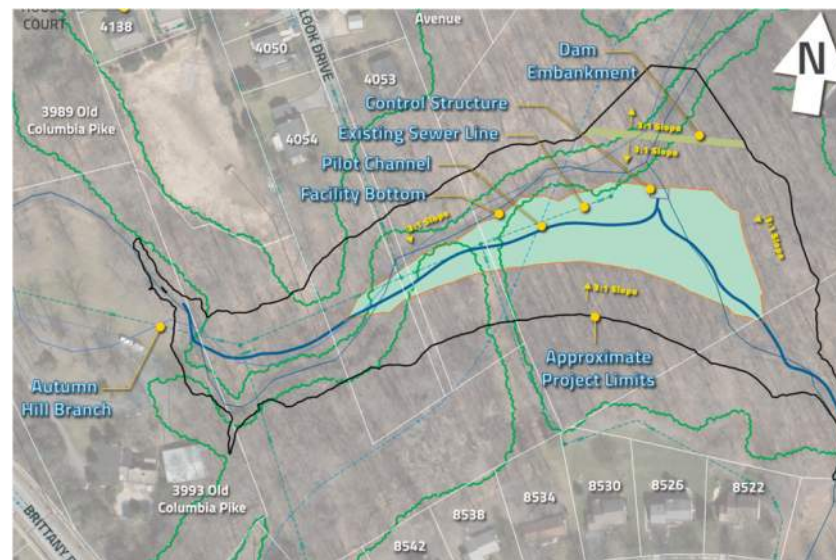 COURT
4138
LOOK DRIVE
Avenue
4050
4053
3989 Old
Columbia Pike
4054
Dam
Embankment
N
Control Structure
Existing Sewer Line
Pilot Channel
Facility Bottom
3:1 Slope
3:1 Slope
3:1 Slope
3:1 Slope
3:1 Slope
Autumn
Hill Branch
Approximate
Project Limits
3993 Old
Columbia Pike
8542
8538
8534
8530
8526
8522